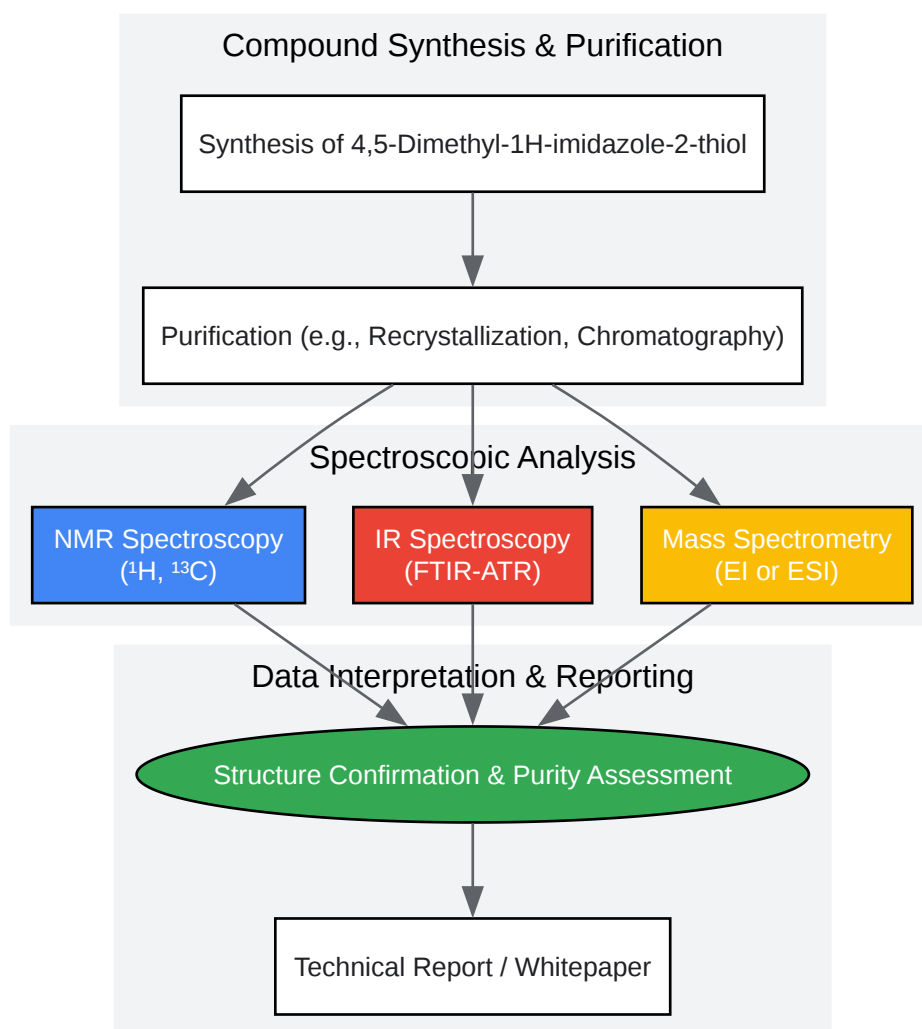 Compound Synthesis & Purification
Synthesis of 4,5-Dimethyl-1H-imidazole-2-thiol
Purification (e.g., Recrystallization, Chromatography)
Spectroscopic Analysis
NMR Spectroscopy
(¹H, ¹³C)
IR Spectroscopy
(FTIR-ATR)
Mass Spectrometry
(EI or ESI)
Data Interpretation & Reporting
Structure Confirmation & Purity Assessment
Technical Report / Whitepaper